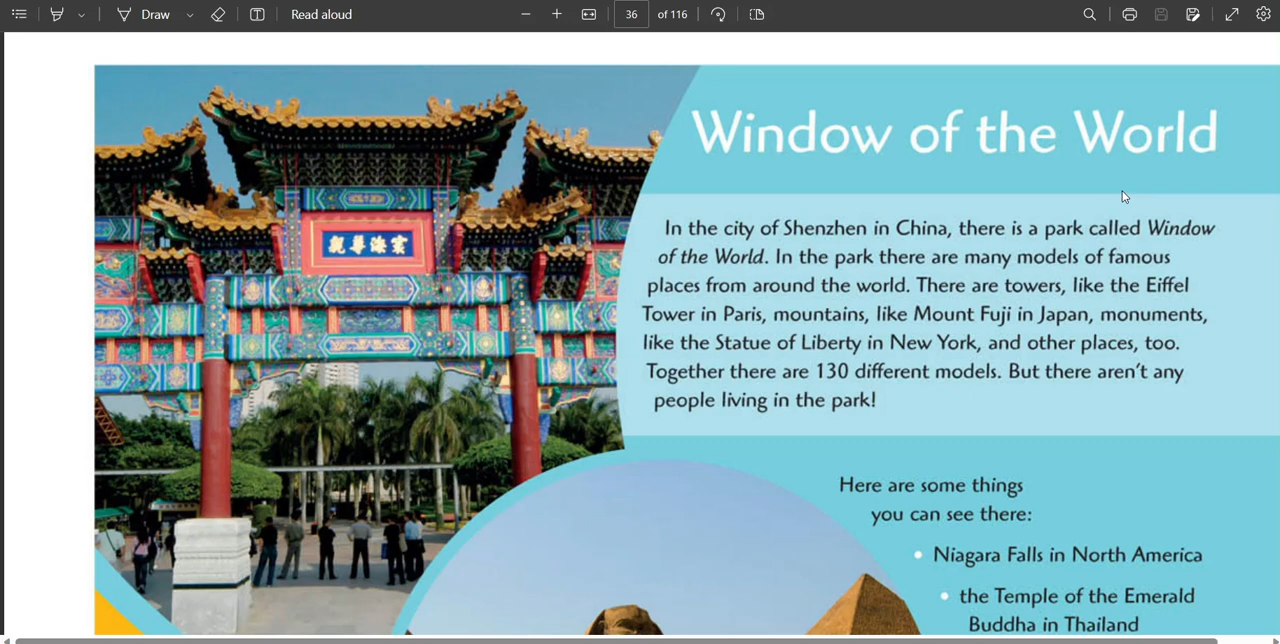 Draw
Read aloud
36
of 116
Window of the World
In the city of Shenzhen in China, there is a park called Window
of the World. In the park there are many models of famous
places from around the world. There are towers, like the Eiffel
Tower in Paris, mountains, like Mount Fuji in Japan, monuments,
like the Statue of Liberty in New York, and other places, too.
Together there are 130 different models. But there aren't any
people living in the park!
Here are some things
you can see there:
• Niagara Falls in North America
• the Temple of the Emerald
Buddha in Thailand